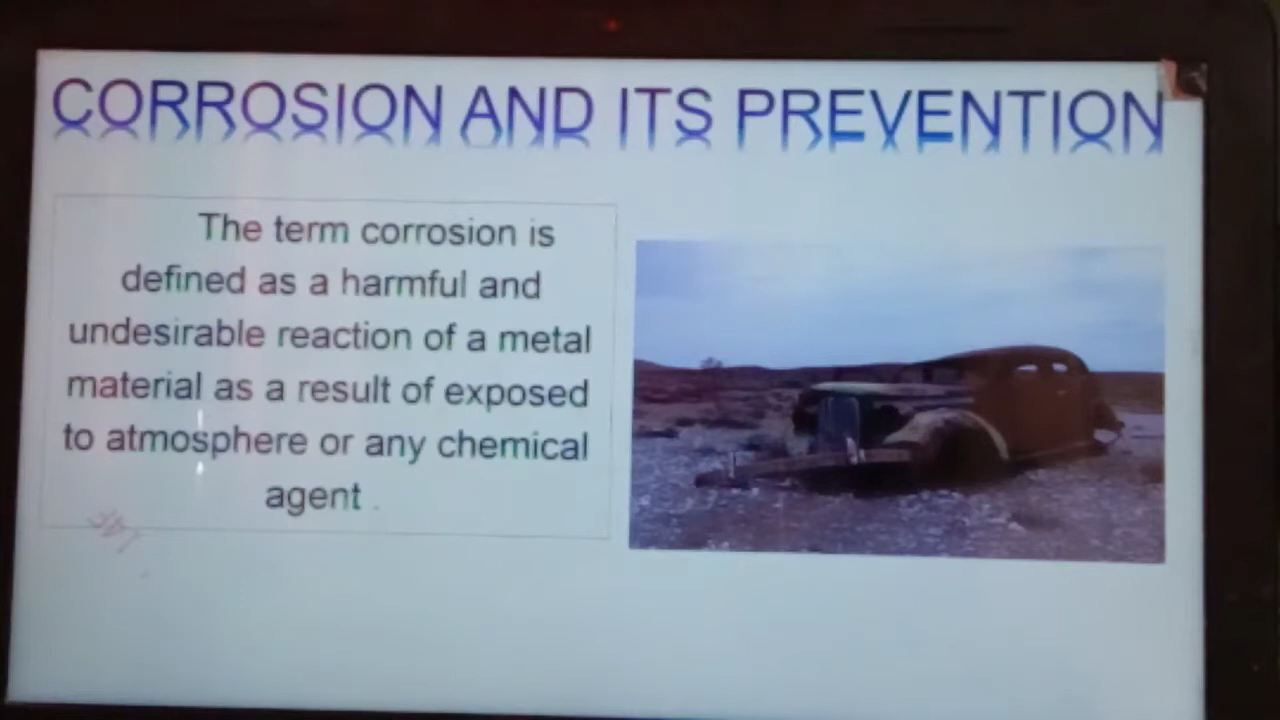 CORROSION AND ITS PREVENTION
The term corrosion is
defined as a harmful and
undesirable reaction of a metal
material as a result of exposed
to atmosphere or any chemical
agent .